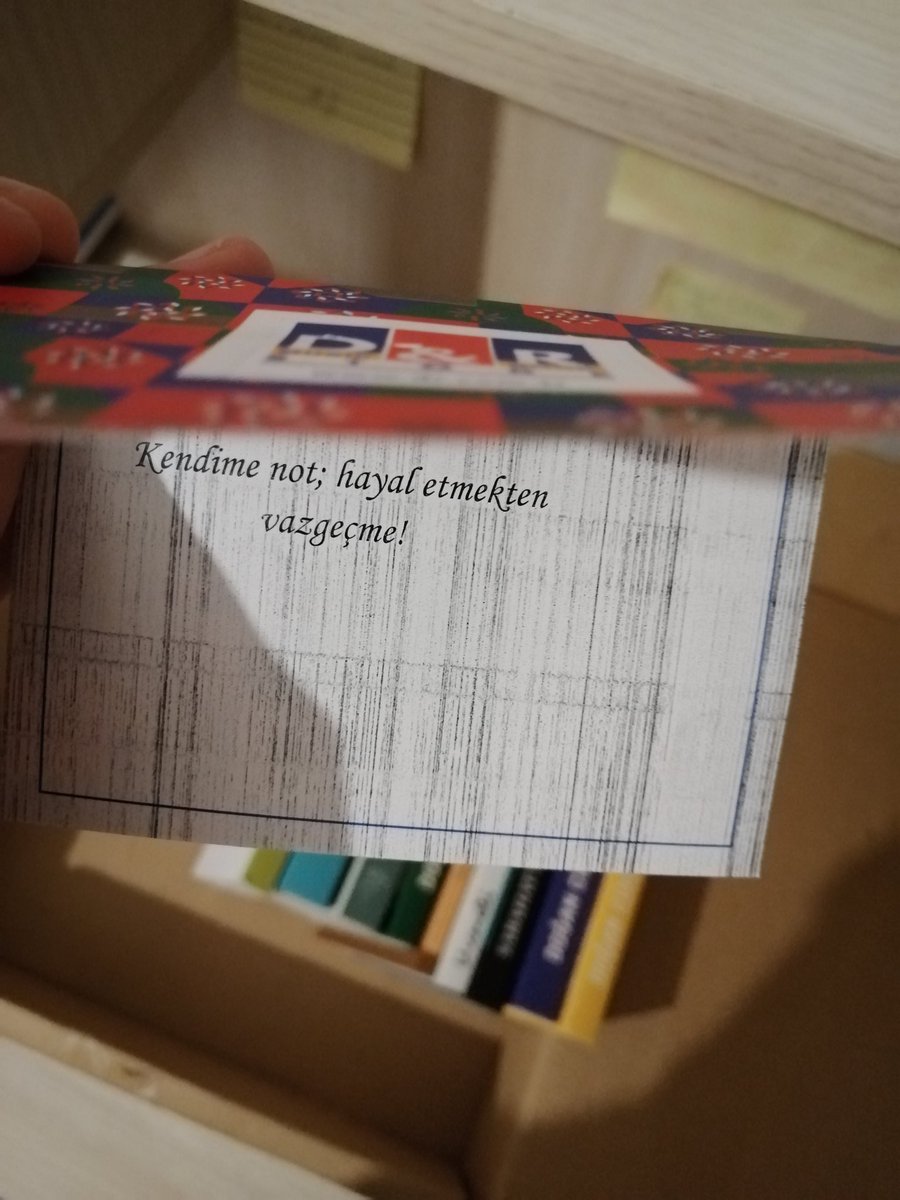 D&R
Kendime not; hayal etmekten
vazgeçme!